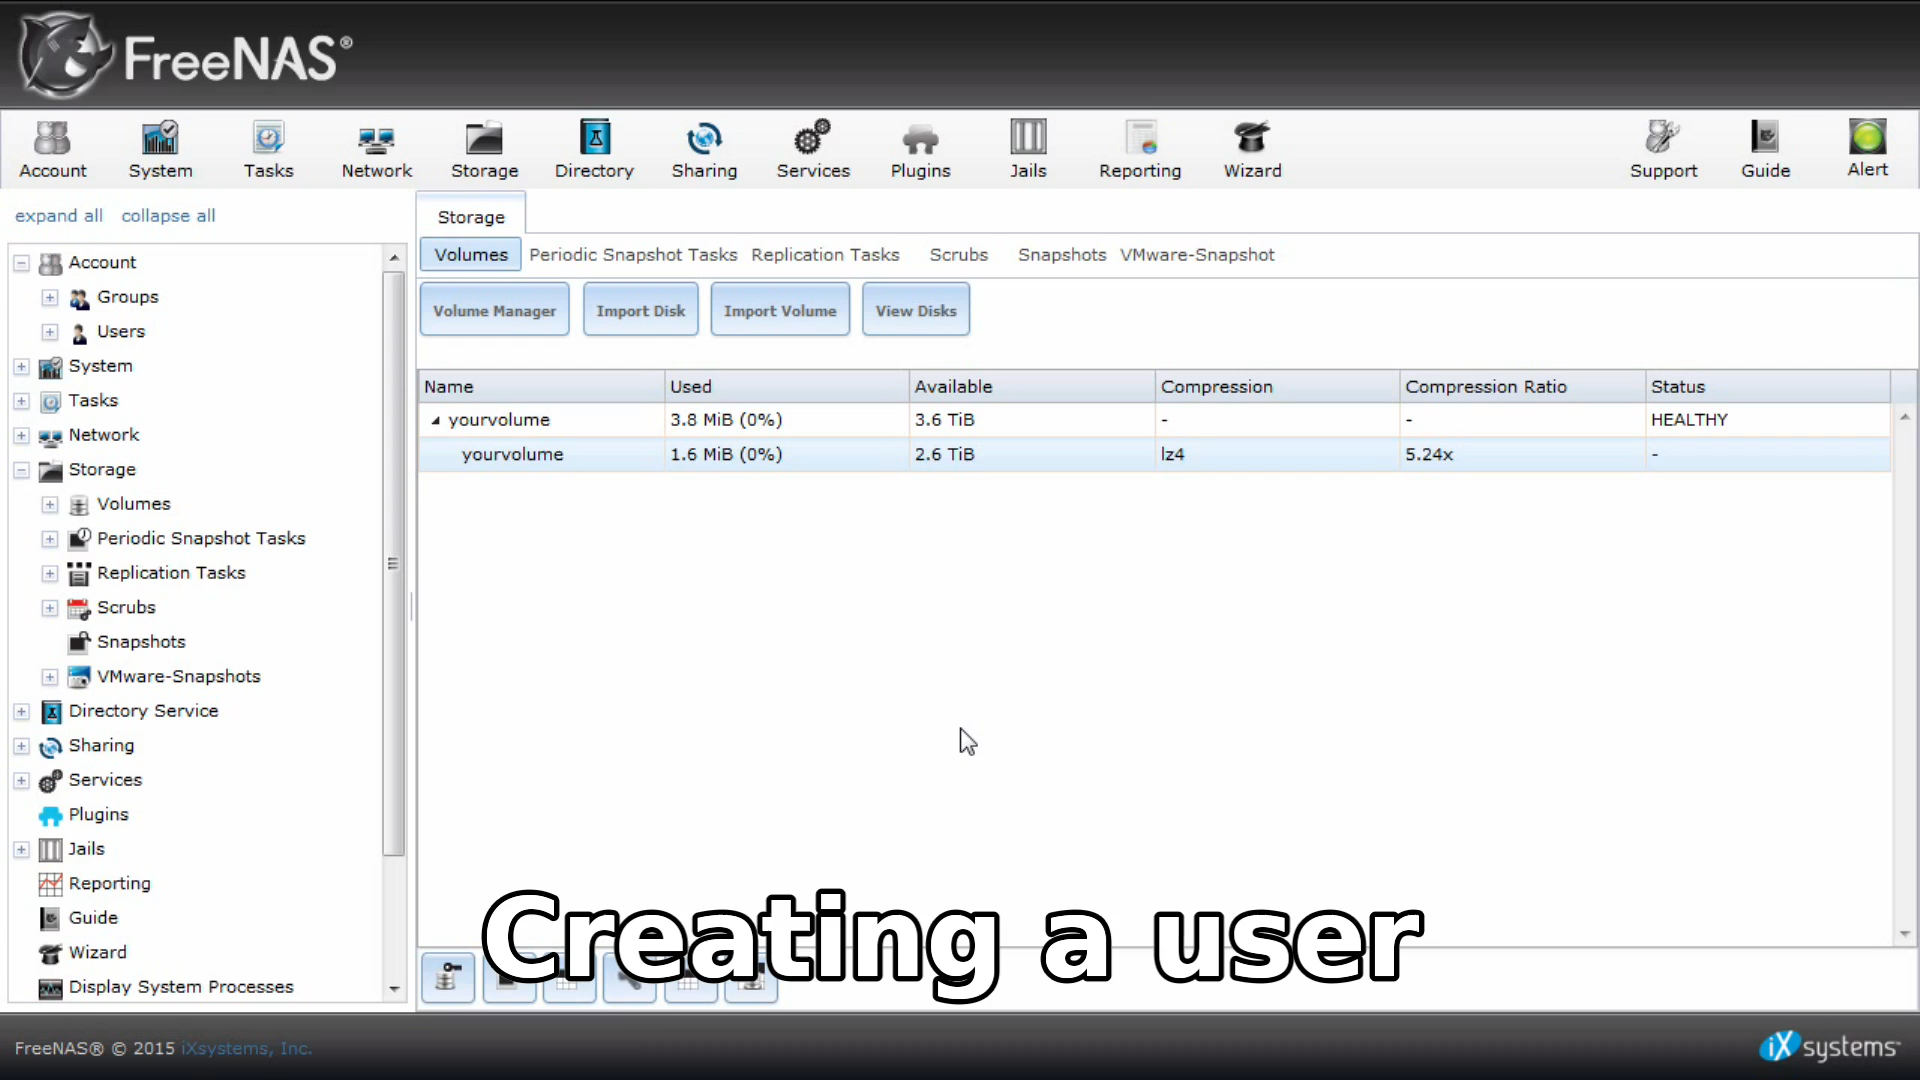 FreeNAS®
Account System Tasks Network Storage Directory Sharing Services Plugins Jails Reporting Wizard Support Guide Alert
expand all collapse all
Account
Groups
Users
System
Tasks
Network
Storage
Volumes
Periodic Snapshot Tasks
Replication Tasks
Scrubs
Snapshots
VMware-Snapshots
Directory Service
Sharing
Services
Plugins
Jails
Reporting
Guide
Wizard
Display System Processes
Storage
Volumes Periodic Snapshot Tasks Replication Tasks Scrubs Snapshots VMware-Snapshot
Volume Manager Import Disk Import Volume View Disks
Name Used Available Compression Compression Ratio Status
yourvolume 3.8 MiB (0%) 3.6 TiB - - HEALTHY
yourvolume 1.6 MiB (0%) 2.6 TiB lz4 5.24x -
Creating a user
FreeNAS® © 2015 iXsystems, Inc.
iXsystems